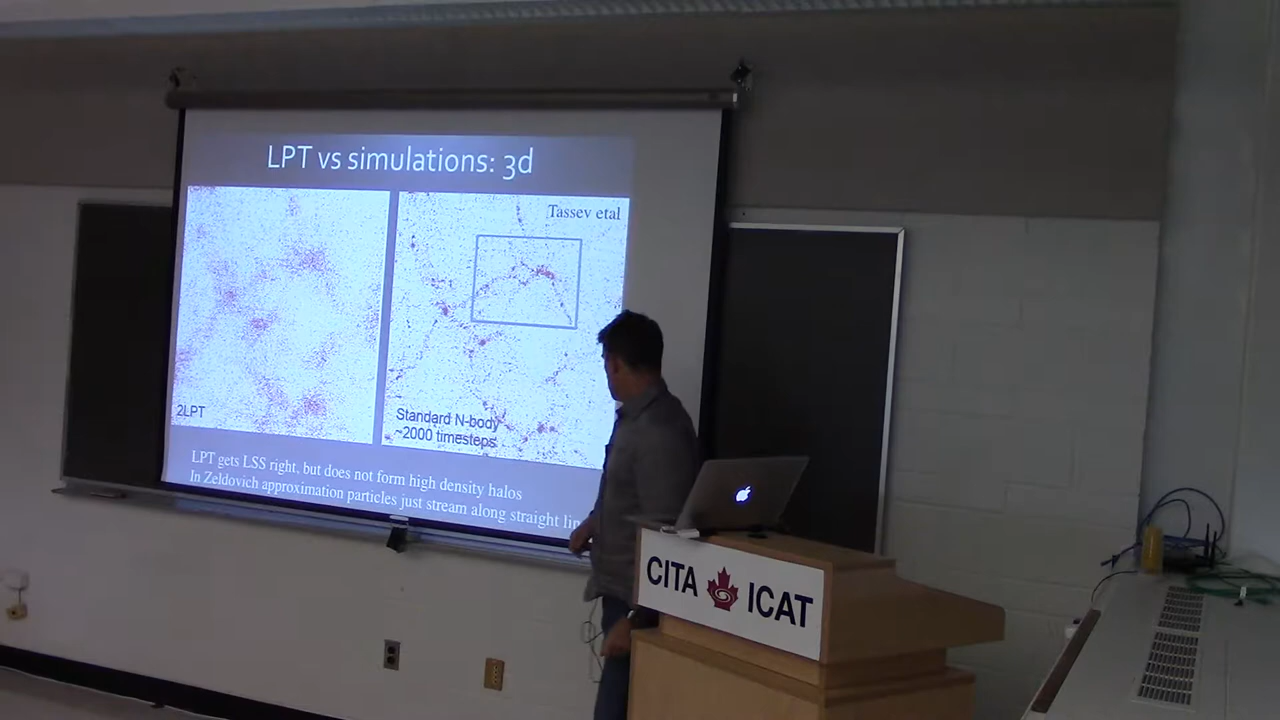 LPT vs simulations: 3d
Tassev etal
2LPT
Standard N-body
~2000 timesteps
LPT gets LSS right, but does not form high density halos
In Zeldovich approximation particles just stream along straight
CITA ICAT